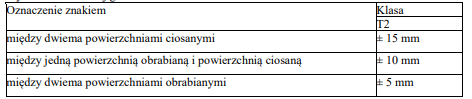 Oznaczenie znakiem Klasa
T2
między dwiema powierzchniami ciosanymi ± 15 mm
między jedną powierzchnią obrabianą i powierzchnią ciosaną ± 10 mm
między dwiema powierzchniami obrabianymi ± 5 mm